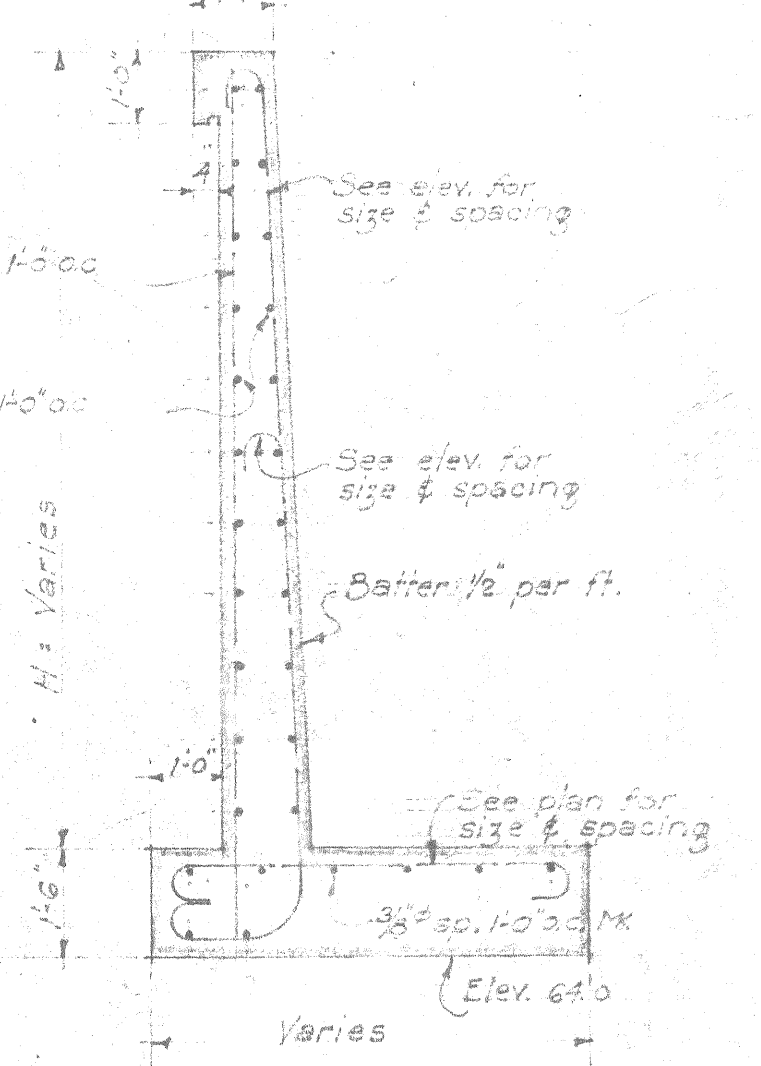 1'-0"
4"
See elev. for
size & spacing
1'-0" o.c
1'-0" o.c
See elev. for
size & spacing
H = Varies
Batter 1/2" per ft.
1'-0"
See plan for
size & spacing
1'-6"
3/8"ᶲ sp. 1'-0" o.c. MK
Elev. 64.0
Varies